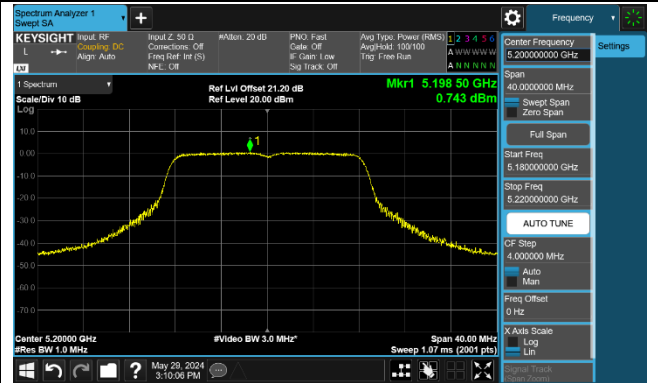 Spectrum Analyzer 1
Swept SA
+
Frequency
KEYSIGHT
L
LXI
Input: RF
Coupling: DC
Align: Auto
Input Z: 50 Ω
Corrections: Off
Freq Ref: Int (S)
NFE: Off
#Atten: 20 dB
PNO: Fast
Gate: Off
IF Gain: Low
Sig Track: Off
Avg Type: Power (RMS)
Avg|Hold: 100/100
Trig: Free Run
1 2 3 4 5 6
A W W W W W
A N N N N N
1 Spectrum
Scale/Div 10 dB
Log
Ref Lvl Offset 21.20 dB
Ref Level 20.00 dBm
Mkr1 5.198 50 GHz
0.743 dBm
1
10.0
0.00
-10.0
-20.0
-30.0
-40.0
-50.0
-60.0
-70.0
Center 5.20000 GHz
#Res BW 1.0 MHz
#Video BW 3.0 MHz*
Span 40.00 MHz
Sweep 1.07 ms (2001 pts)
Center Frequency
5.200000000 GHz
Settings
Span
40.0000000 MHz
Swept Span
Zero Span
Full Span
Start Freq
5.180000000 GHz
Stop Freq
5.220000000 GHz
AUTO TUNE
CF Step
4.000000 MHz
Auto
Man
Freq Offset
0 Hz
X Axis Scale
Log
Lin
Signal Track
(Span Zoom)
?
May 29, 2024
3:10:06 PM